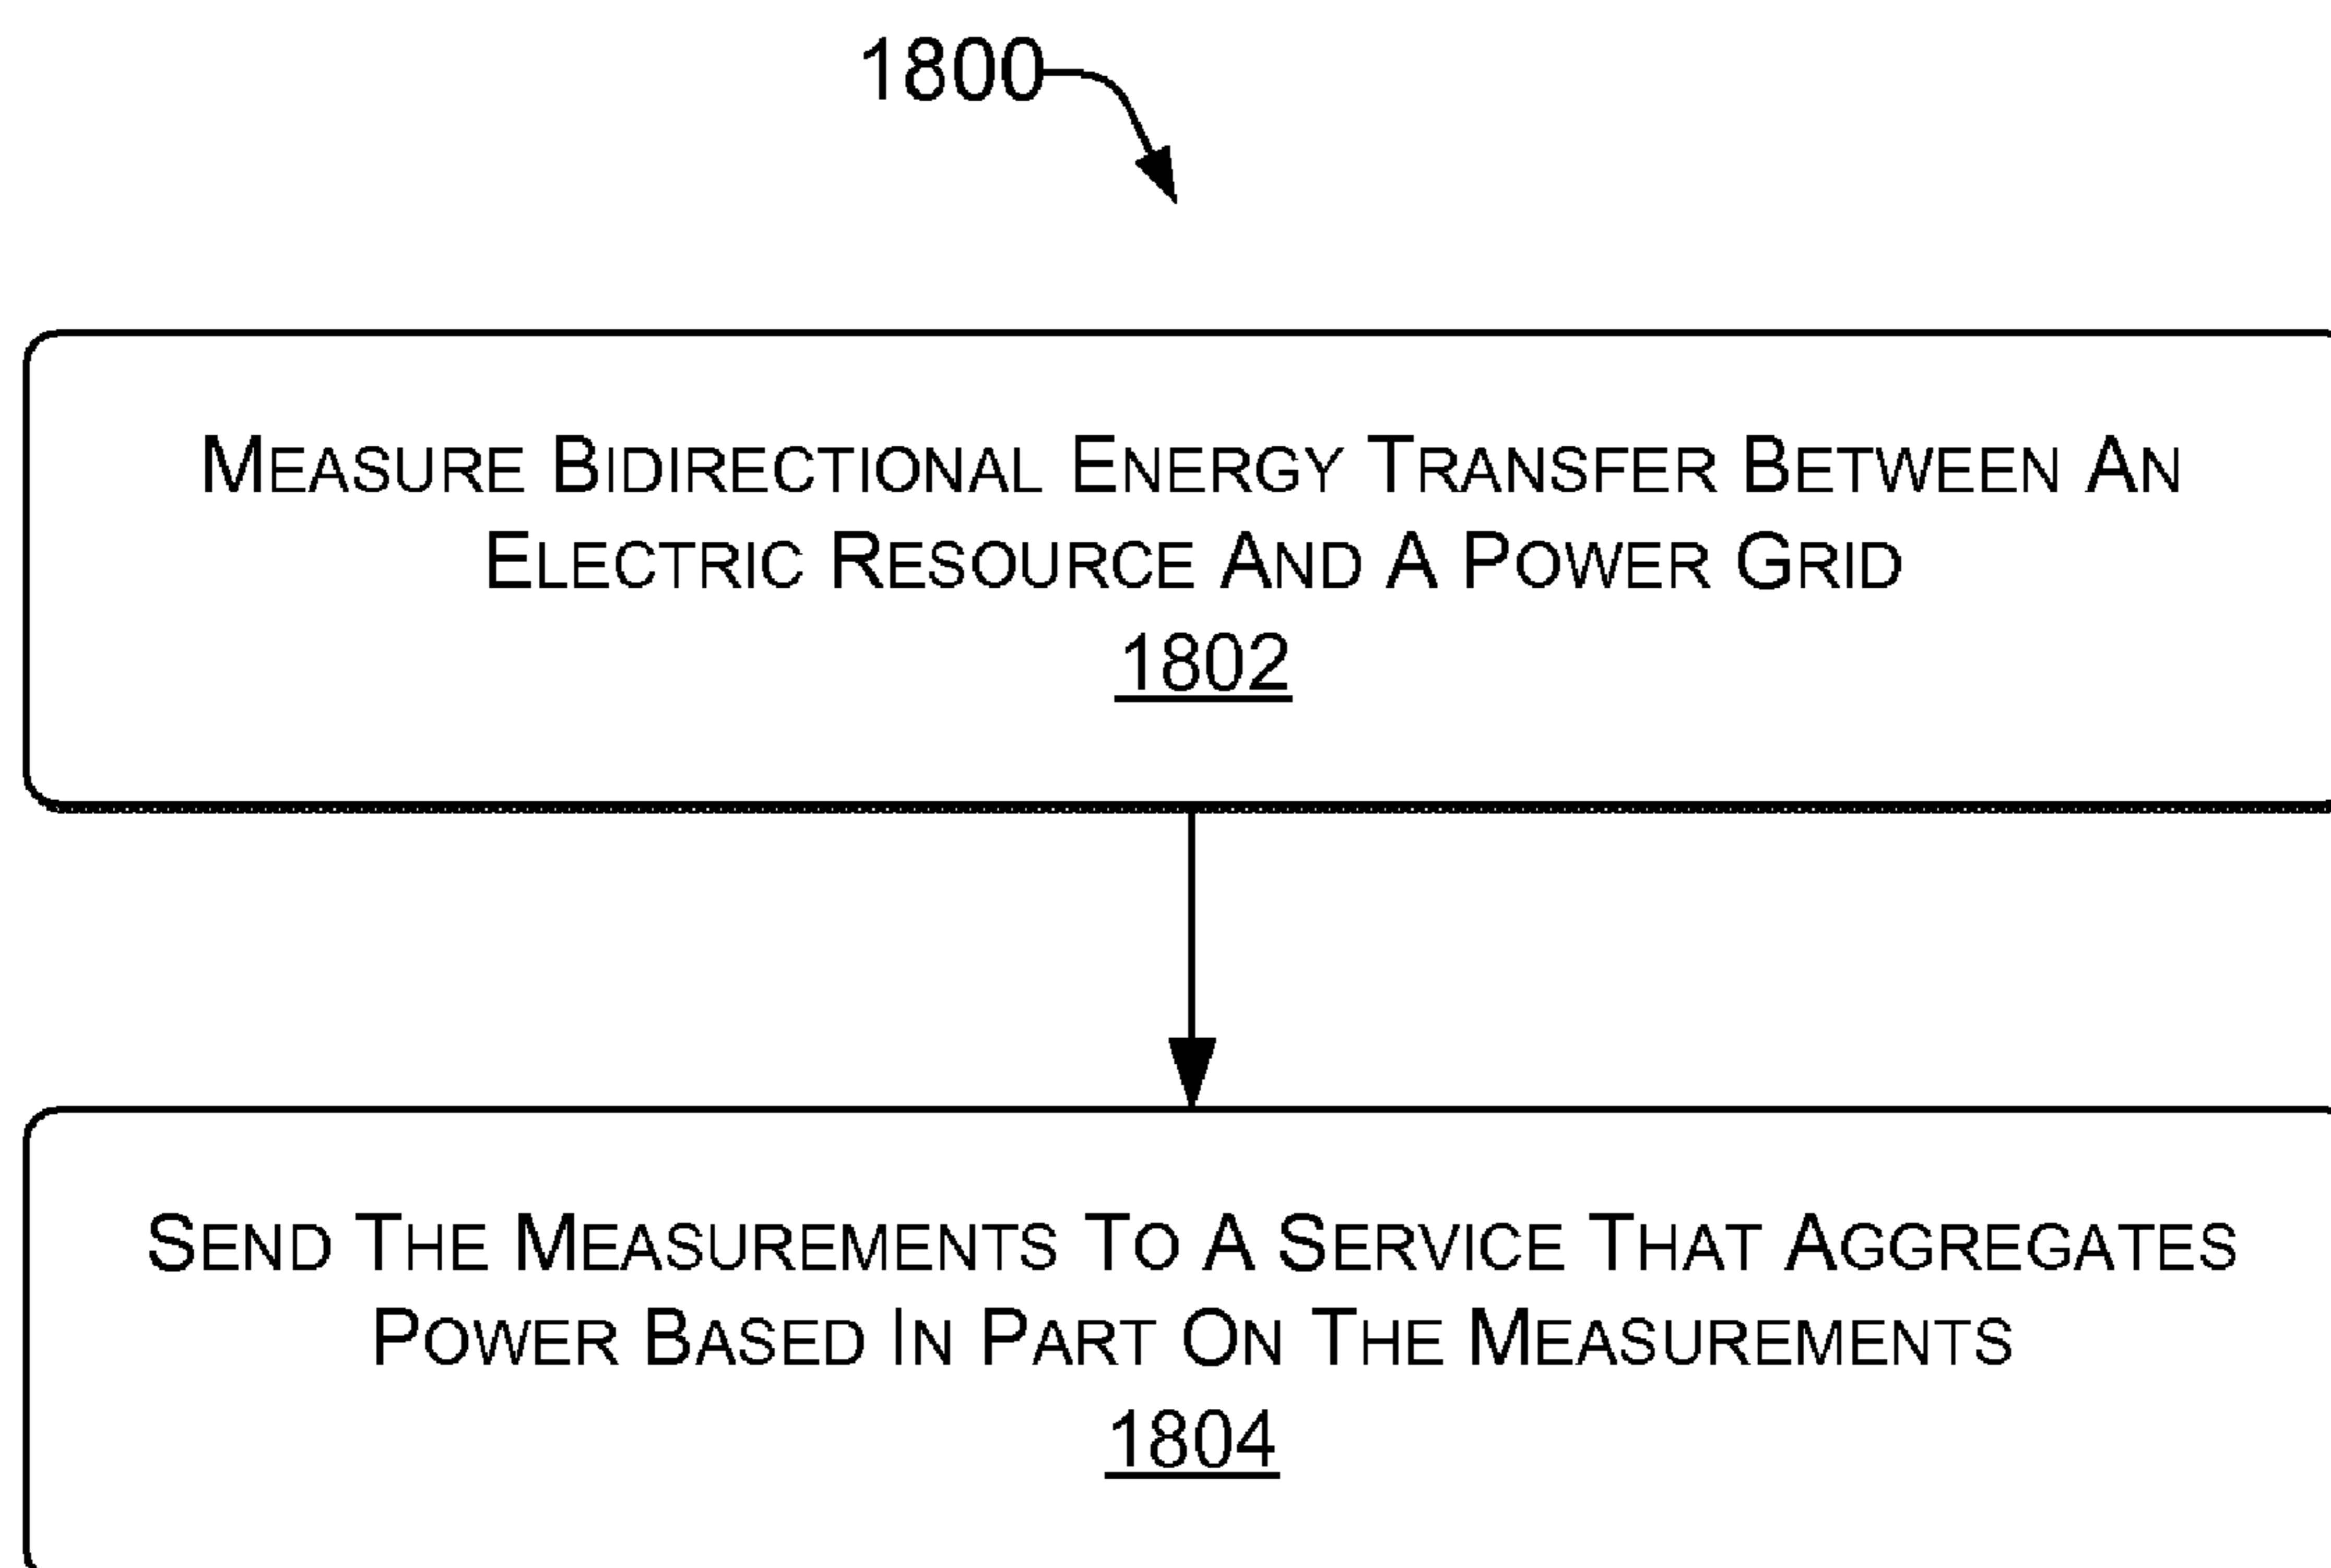 1800
Measure Bidirectional Energy Transfer Between An
Electric Resource And A Power Grid
1802
Send The Measurements To A Service That Aggregates
Power Based In Part On The Measurements
1804